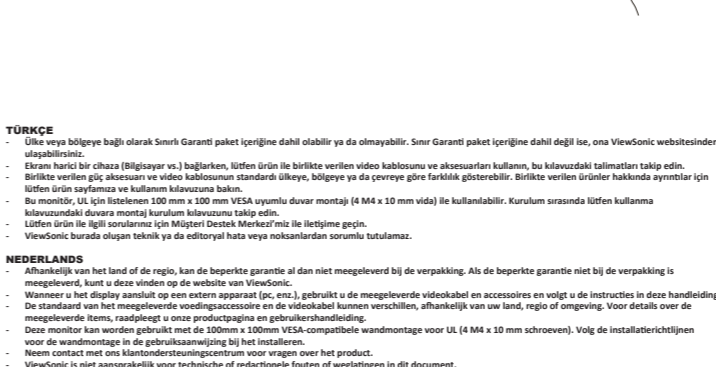 TÜRKÇE
- Ülke veya bölgeye bağlı olarak Sınırlı Garanti paket içeriğine dahil olabilir ya da olmayabilir. Sınır Garanti paket içeriğine dahil değil ise, ona ViewSonic websitesinden
ulaşabilirsiniz.
- Ekranı harici bir cihaza (Bilgisayar vs.) bağlarken, lütfen ürün ile birlikte verilen video kablosunu ve aksesuarları kullanın, bu kılavuzdaki talimatları takip edin.
- Birlikte verilen güç aksesuarı ve video kablosunun standardı ülkeye, bölgeye ya da çevreye göre farklılık gösterebilir. Birlikte verilen ürünler hakkında ayrıntılar için
lütfen ürün sayfamıza ve kullanım kılavuzuna bakın.
- Bu monitör, UL için listelenen 100 mm x 100 mm VESA uyumlu duvar montajı (4 M4 x 10 mm vida) ile kullanılabilir. Kurulum sırasında lütfen kullanma
kılavuzundaki duvara montaj kurulum kılavuzunu takip edin.
- Lütfen ürün ile ilgili sorularınız için Müşteri Destek Merkezi'miz ile iletişime geçin.
- ViewSonic burada oluşan teknik ya da editoryal hata veya noksanlardan sorumlu tutulamaz.
NEDERLANDS
- Afhankelijk van het land of de regio, kan de beperkte garantie al dan niet meegeleverd bij de verpakking. Als de beperkte garantie niet bij de verpakking is
meegeleverd, kunt u deze vinden op de website van ViewSonic.
- Wanneer u het display aansluit op een extern apparaat (pc, enz.), gebruikt u de meegeleverde videokabel en accessoires en volgt u de instructies in deze handleiding
- De standaard van het meegeleverde voedingsaccessoire en de videokabel kunnen verschillen, afhankelijk van uw land, regio of omgeving. Voor details over de
meegeleverde items, raadpleegt u onze productpagina en gebruikershandleiding.
- Deze monitor kan worden gebruikt met de 100mm x 100mm VESA-compatibele wandmontage voor UL (4 M4 x 10 mm schroeven). Volg de installatierichtlijnen
voor de wandmontage in de gebruiksaanwijzing bij het installeren.
- Neem contact met ons klantondersteuningscentrum voor vragen over het product.
- ViewSonic is niet aansprakelijk voor technische of redactionele fouten of weglatingen in dit document.